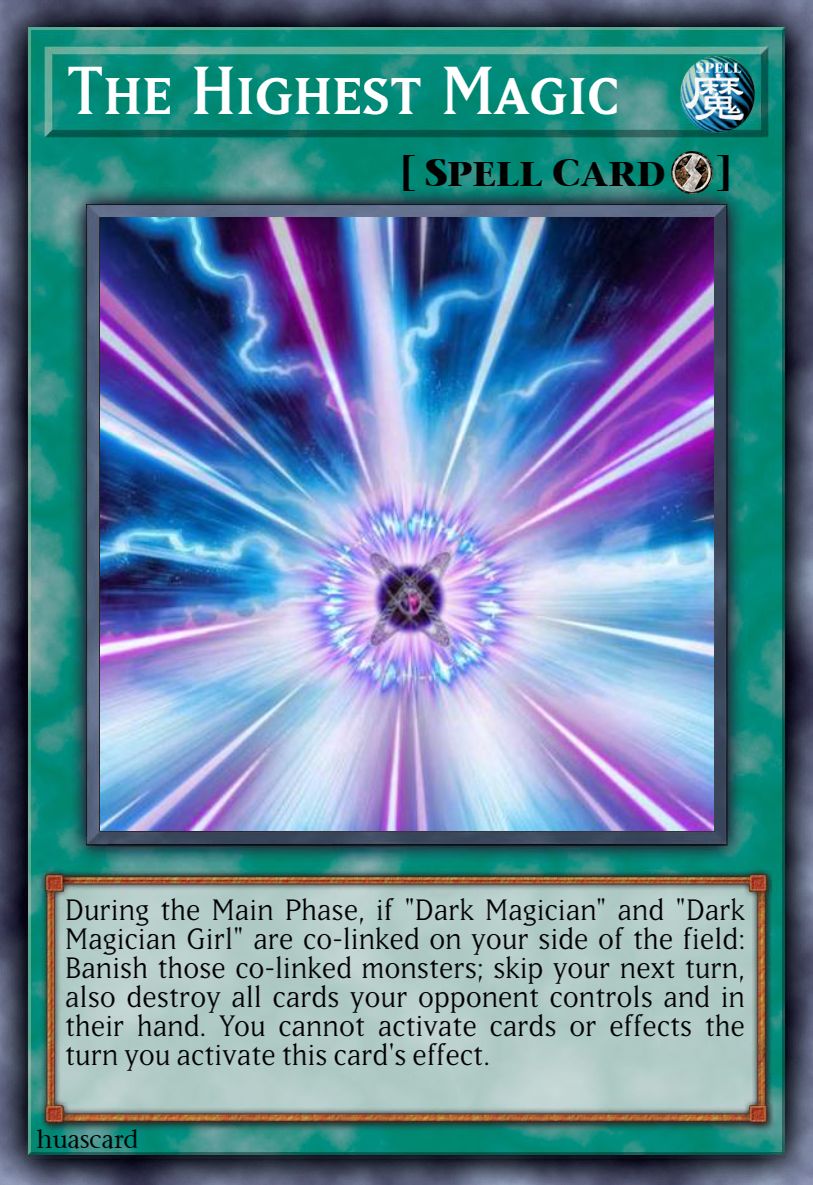 The Highest Magic
SPELL
魔
[ Spell Card ]
During the Main Phase, if "Dark Magician" and "Dark
Magician Girl" are co-linked on your side of the field:
Banish those co-linked monsters; skip your next turn,
also destroy all cards your opponent controls and in
their hand. You cannot activate cards or effects the
turn you activate this card's effect.
huascard